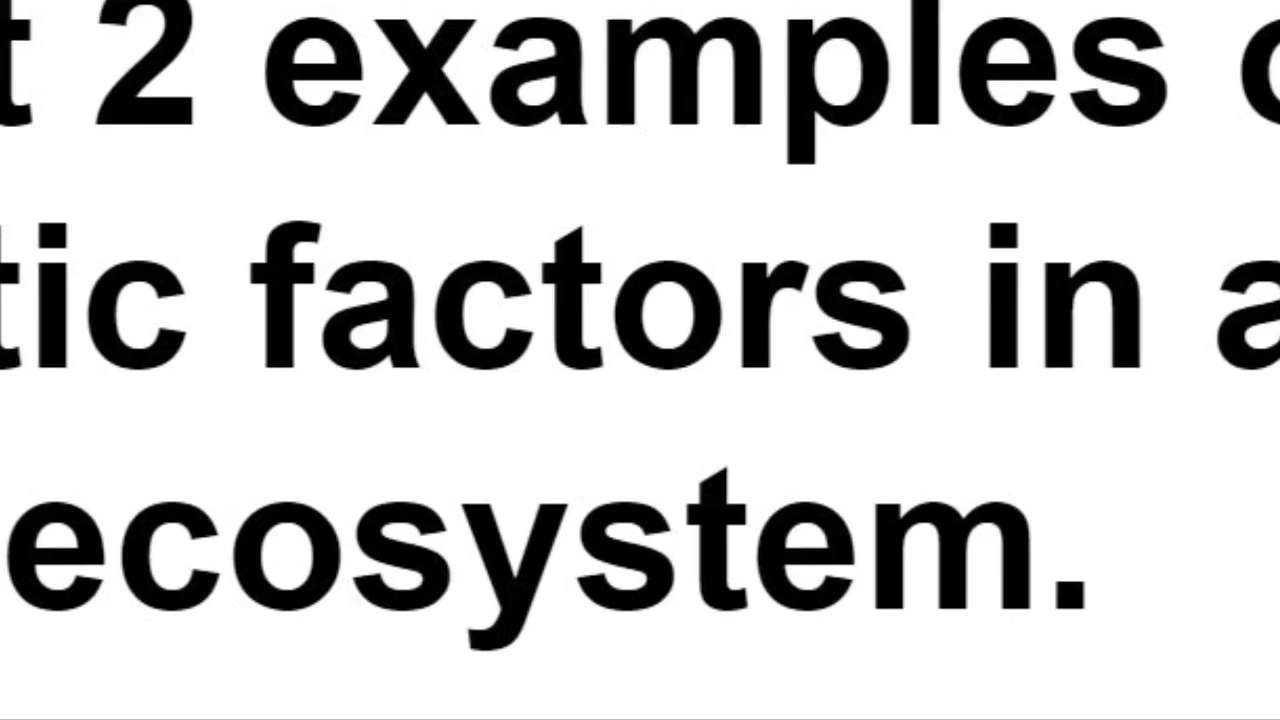 t 2 examples
tic factors in a
ecosystem.